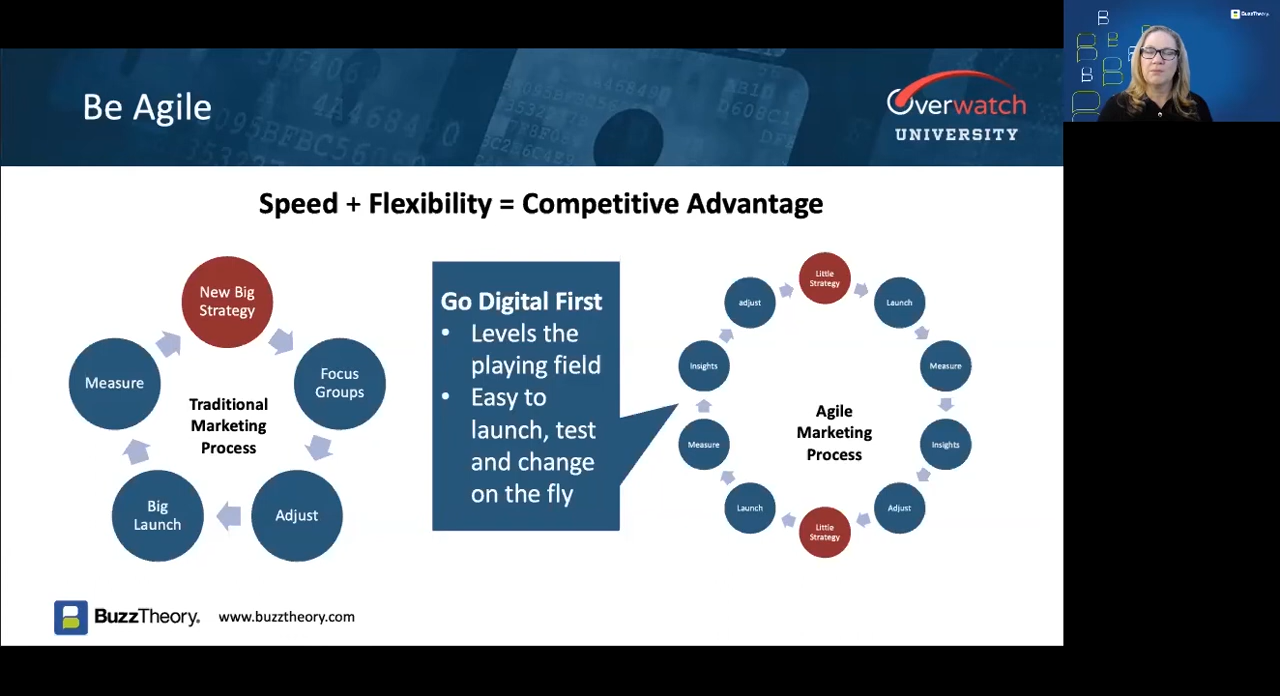 Be Agile
Overwatch
UNIVERSITY
BuzzTheory
Speed + Flexibility = Competitive Advantage
New Big
Strategy
Focus
Groups
Adjust
Big
Launch
Measure
Traditional
Marketing
Process
Go Digital First
• Levels the
playing field
• Easy to
launch, test
and change
on the fly
Little
Strategy
Launch
Measure
Insights
Adjust
Little
Strategy
Launch
Measure
Insights
adjust
Agile
Marketing
Process
BuzzTheory.
www.buzztheory.com